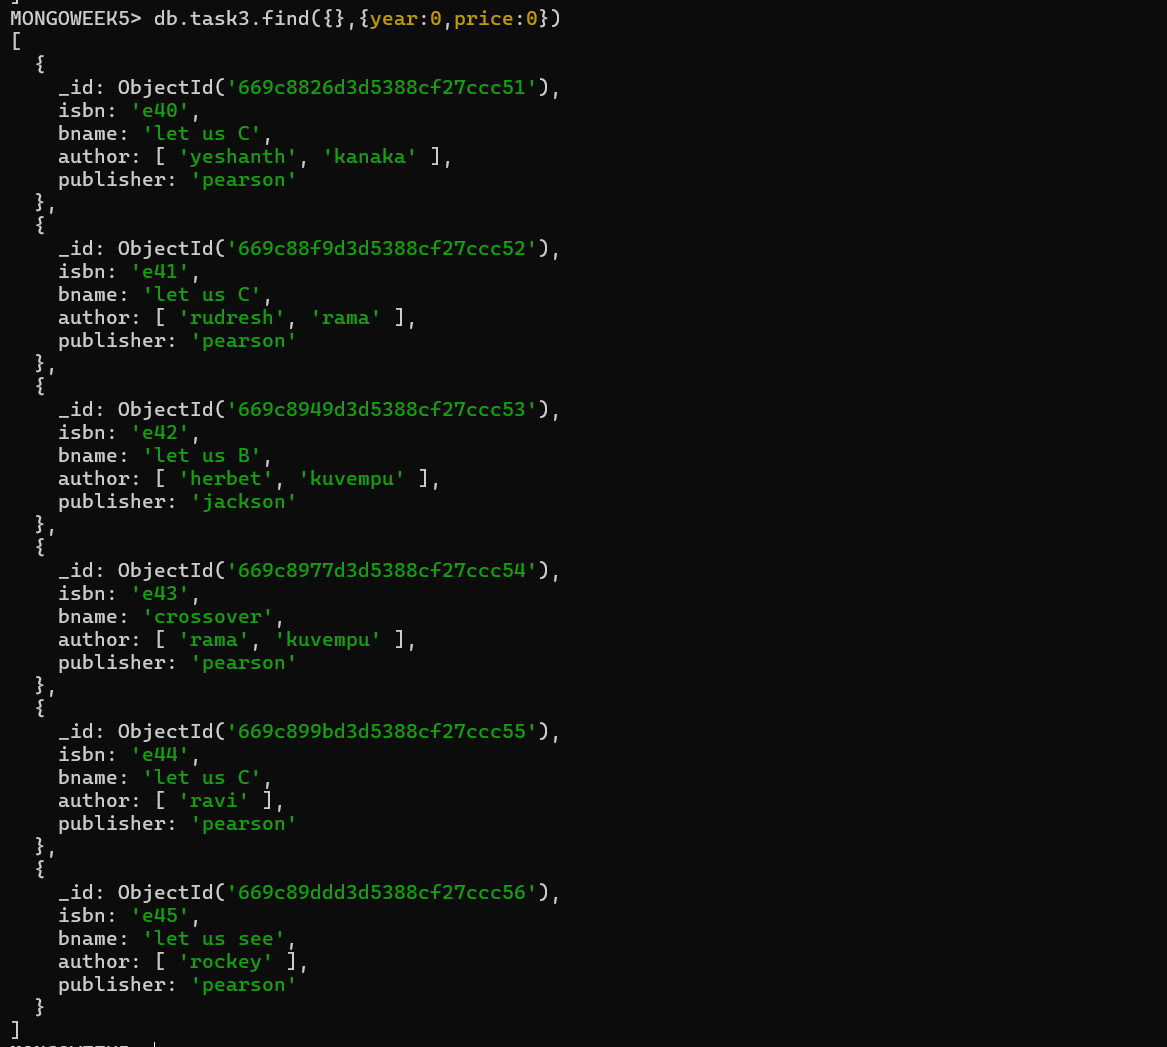 MONGOWEEK5> db.task3.find({},{year:0,price:0})
[
  {
    _id: ObjectId('669c8826d3d5388cf27ccc51'),
    isbn: 'e40',
    bname: 'let us C',
    author: [ 'yeshanth', 'kanaka' ],
    publisher: 'pearson'
  },
  {
    _id: ObjectId('669c88f9d3d5388cf27ccc52'),
    isbn: 'e41',
    bname: 'let us C',
    author: [ 'rudresh', 'rama' ],
    publisher: 'pearson'
  },
  {
    _id: ObjectId('669c8949d3d5388cf27ccc53'),
    isbn: 'e42',
    bname: 'let us B',
    author: [ 'herbet', 'kuvempu' ],
    publisher: 'jackson'
  },
  {
    _id: ObjectId('669c8977d3d5388cf27ccc54'),
    isbn: 'e43',
    bname: 'crossover',
    author: [ 'rama', 'kuvempu' ],
    publisher: 'pearson'
  },
  {
    _id: ObjectId('669c899bd3d5388cf27ccc55'),
    isbn: 'e44',
    bname: 'let us C',
    author: [ 'ravi' ],
    publisher: 'pearson'
  },
  {
    _id: ObjectId('669c89ddd3d5388cf27ccc56'),
    isbn: 'e45',
    bname: 'let us see',
    author: [ 'rockey' ],
    publisher: 'pearson'
  }
]